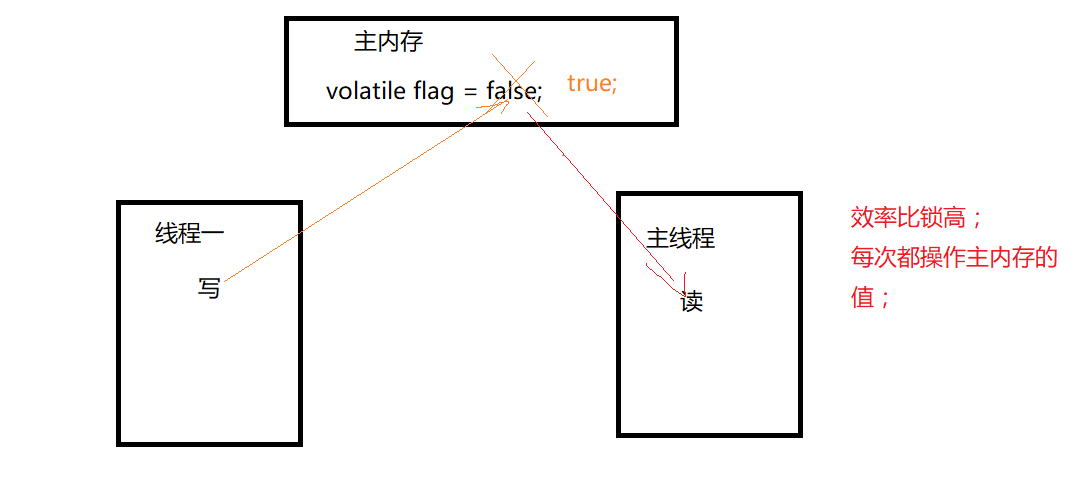 主内存
volatile flag = false; true;
线程一
写
主线程
读
效率比锁高；
每次都操作主内存的
值；